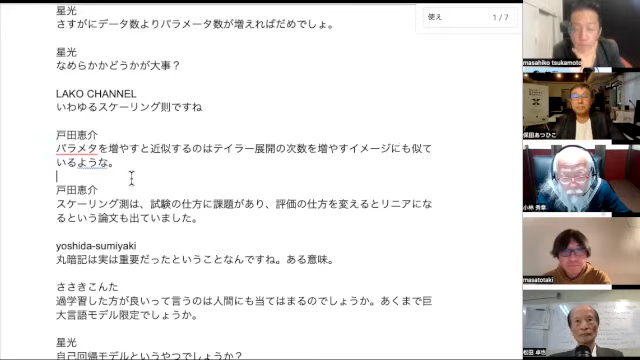 星光
さすがにデータ数よりパラメータ数が増えればだめでしょ。
星光
なめらかかどうかが大事？
LAKO CHANNEL
いわゆるスケーリング則ですね
戸田恵介
パラメタを増やすと近似するのはテイラー展開の次数を増やすイメージにも似て
いるような。
戸田恵介
スケーリング測は、試験の仕方に課題があり、評価の仕方を変えるとリニアにな
るという論文も出ていました。
yoshida-sumiyaki
丸暗記は実は重要だったということなんですね。ある意味。
ささきこんた
過学習した方が良いって言うのは人間にも当てはまるのでしょうか。あくまで巨
大言語モデル限定でしょうか。
星光
自己回帰モデルというやつでしょうか？
使え
1 / 7
masahiko tsukamoto
保田あつひこ
小林 秀章
masatotaki
松田 卓也